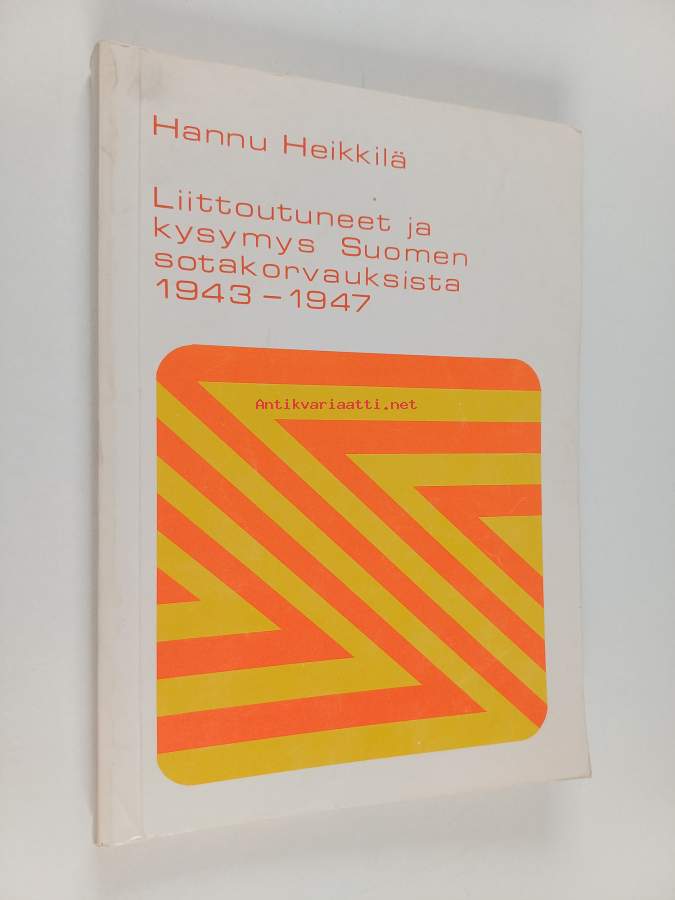 Hannu Heikkilä
Liittoutuneet ja
kysymys Suomen
sotakorvauksista
1943-1947
Antikvariaatti.net